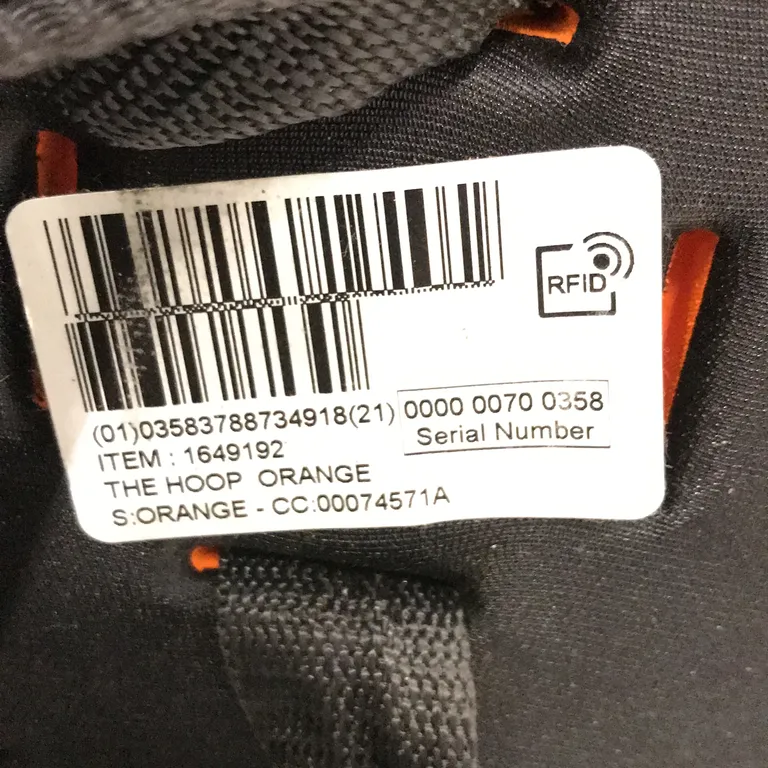 RFID
(01)03583788734918(21) 0000 0070 0358
Serial Number
ITEM : 1649192
THE HOOP ORANGE
S:ORANGE - CC:00074571A